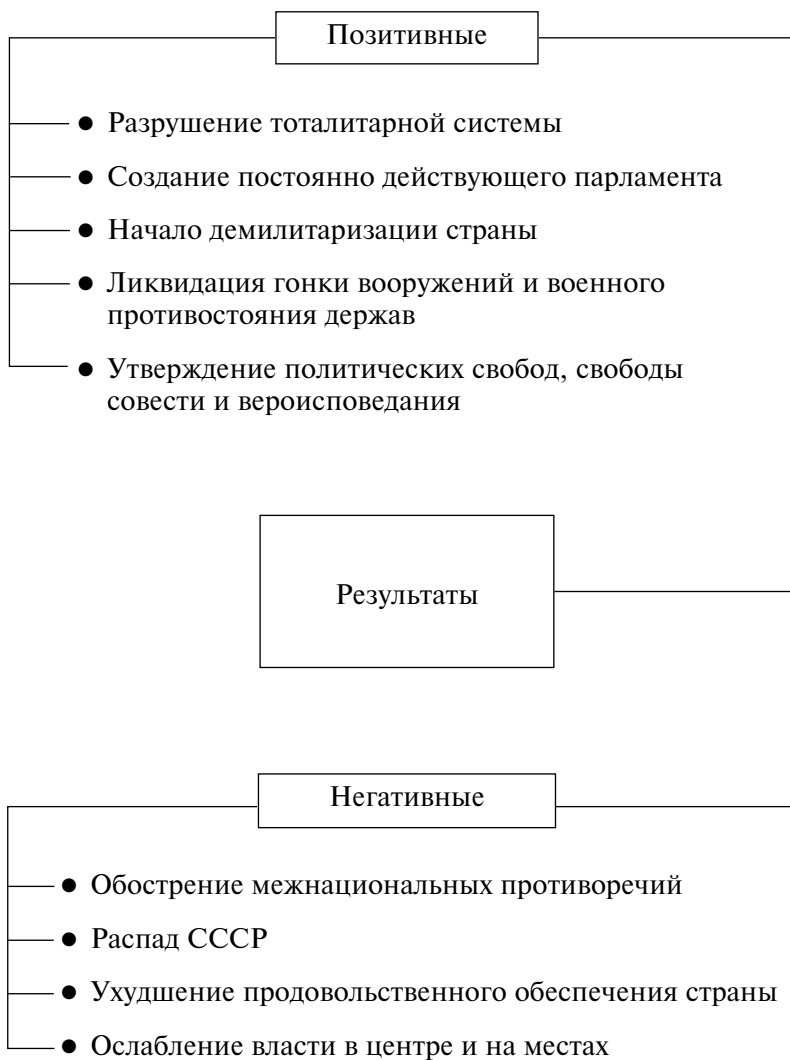 Позитивные
● Разрушение тоталитарной системы
● Создание постоянно действующего парламента
● Начало демилитаризации страны
● Ликвидация гонки вооружений и военного
противостояния держав
● Утверждение политических свобод, свободы
совести и вероисповедания
Результаты
Негативные
● Обострение межнациональных противоречий
● Распад СССР
● Ухудшение продовольственного обеспечения страны
● Ослабление власти в центре и на местах